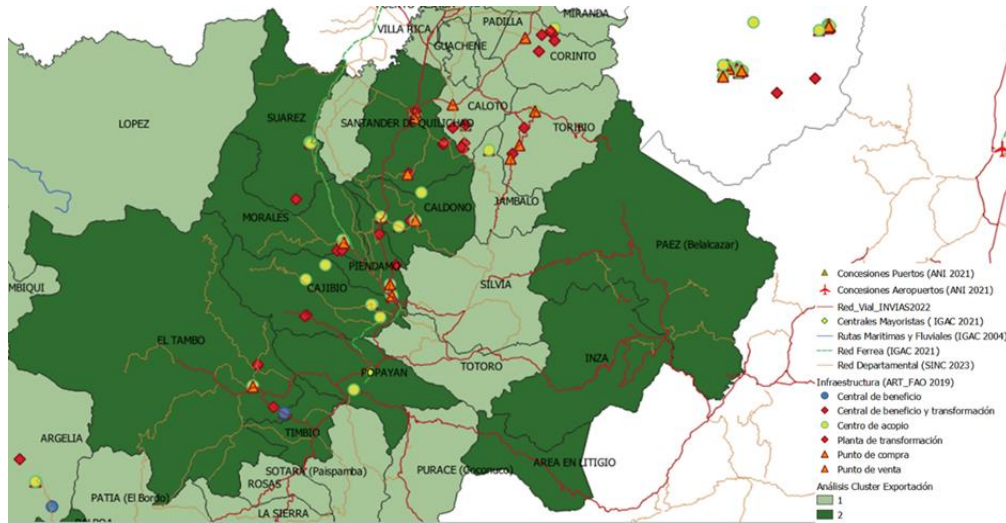 MIRANDA
PADILLA
VILLA RICA
GUACHENE
CORINTO
LOPEZ
SUAREZ
CALOTO
SANTANDER DE QUILICHAO
TORIBIO
JAMBALO
CALDONO
MORALES
PAEZ (Belalcazar)
PIENDAMO
SILVIA
CAJIBIO
MBIQUI
EL TAMBO
TOTORO
INZA
POPAYAN
TIMBIO
ARGELIA
AREA EN LITIGIO
SOTARA (Paispamba)
PURACE (Coconuco)
ROSAS
PATIA (El Bordo)
LA SIERRA
Concesiones Puertos (ANI 2021)
Concesiones Aeropuertos (ANI 2021)
Red_Vial_INVIAS2022
Centrales Mayoristas ( IGAC 2021)
Rutas Maritimas y Fluviales (IGAC 2004)
Red Ferrea (IGAC 2021)
Red Departamental (SINC 2023)
Infraestructura (ART_FAO 2019)
Central de beneficio
Central de beneficio y transformación
Centro de acopio
Planta de transformación
Punto de compra
Punto de venta
Análisis Cluster Exportación
1
2